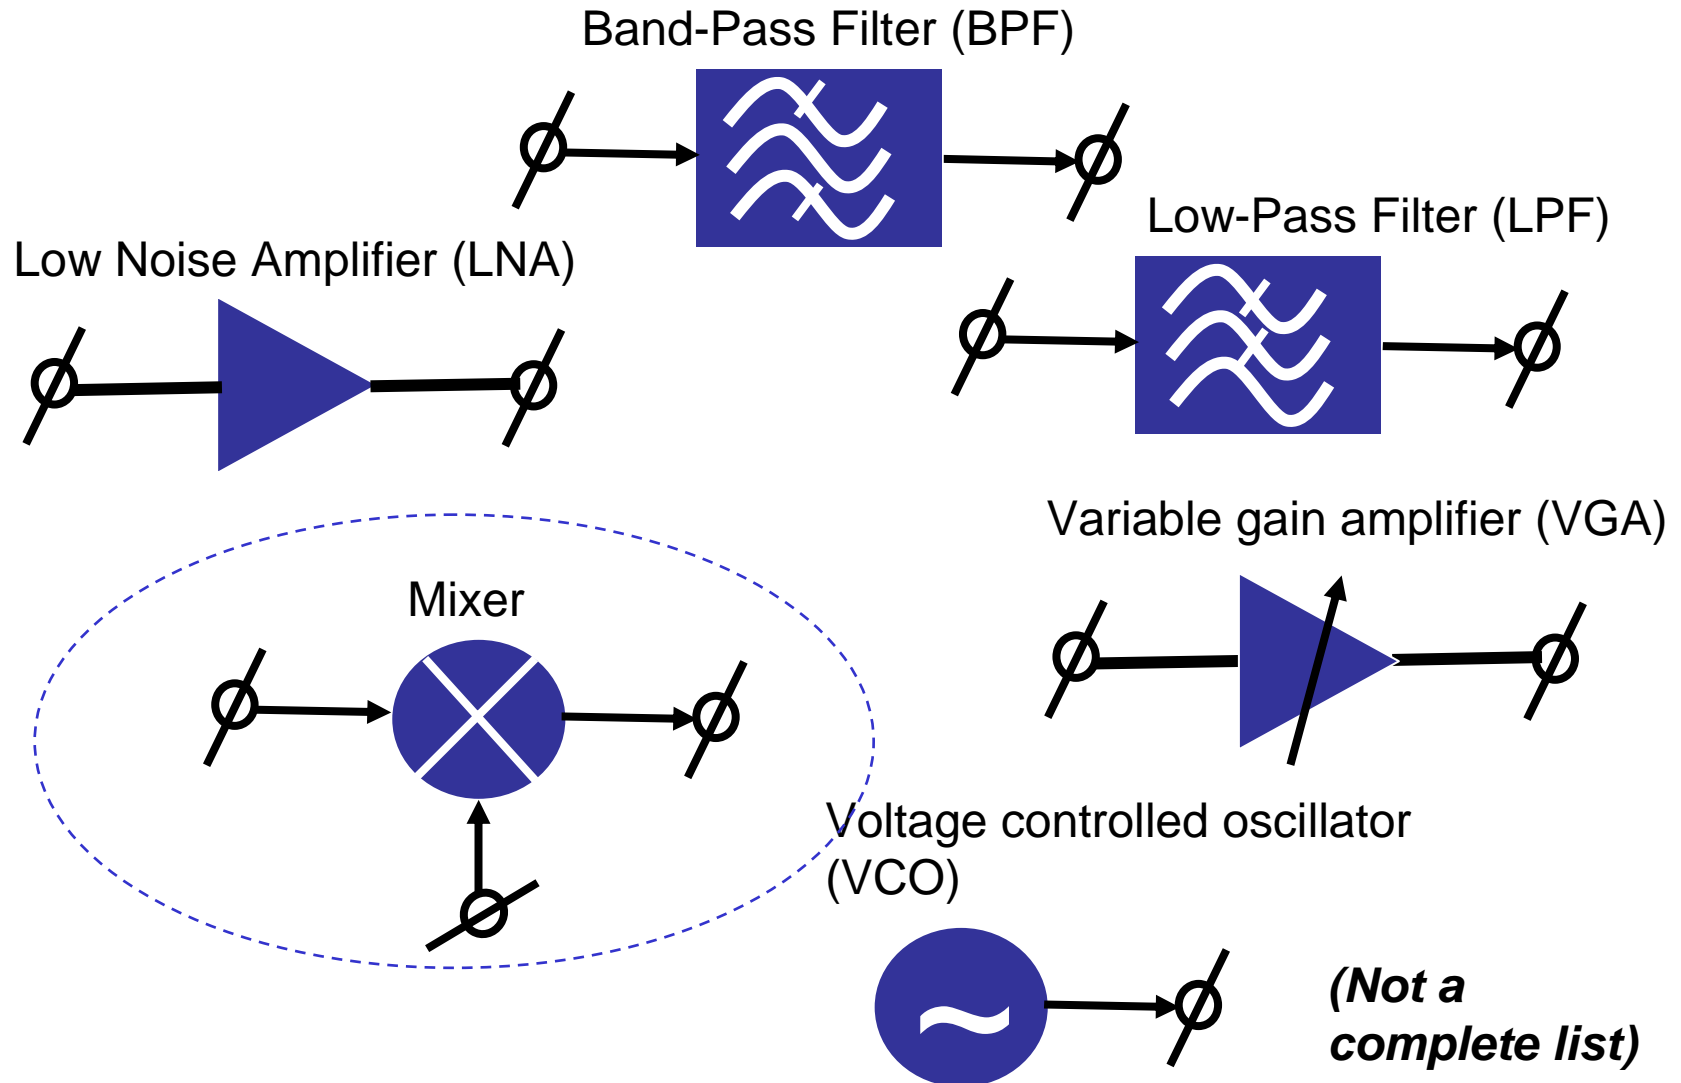 Band-Pass Filter (BPF)
Low-Pass Filter (LPF)
Low Noise Amplifier (LNA)
Variable gain amplifier (VGA)
Mixer
Voltage controlled oscillator
(VCO)
(Not a
complete list)